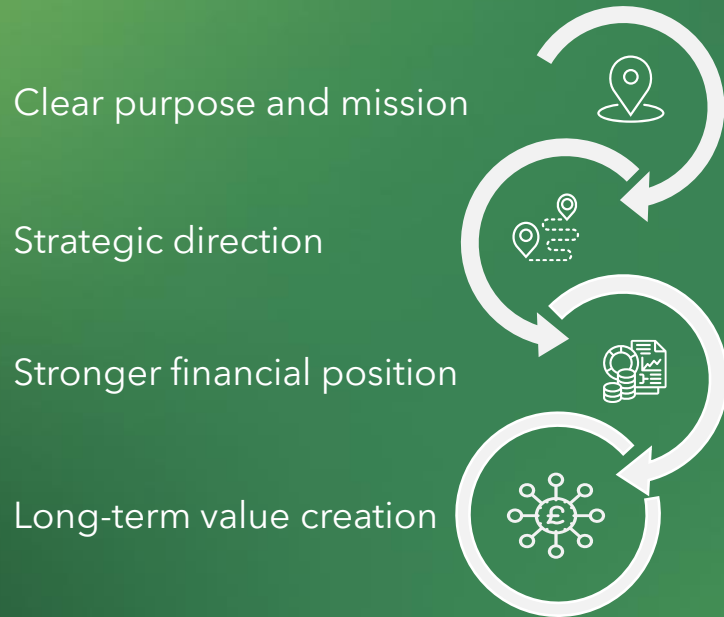 Clear purpose and mission
Strategic direction
Stronger financial position
Long-term value creation
£